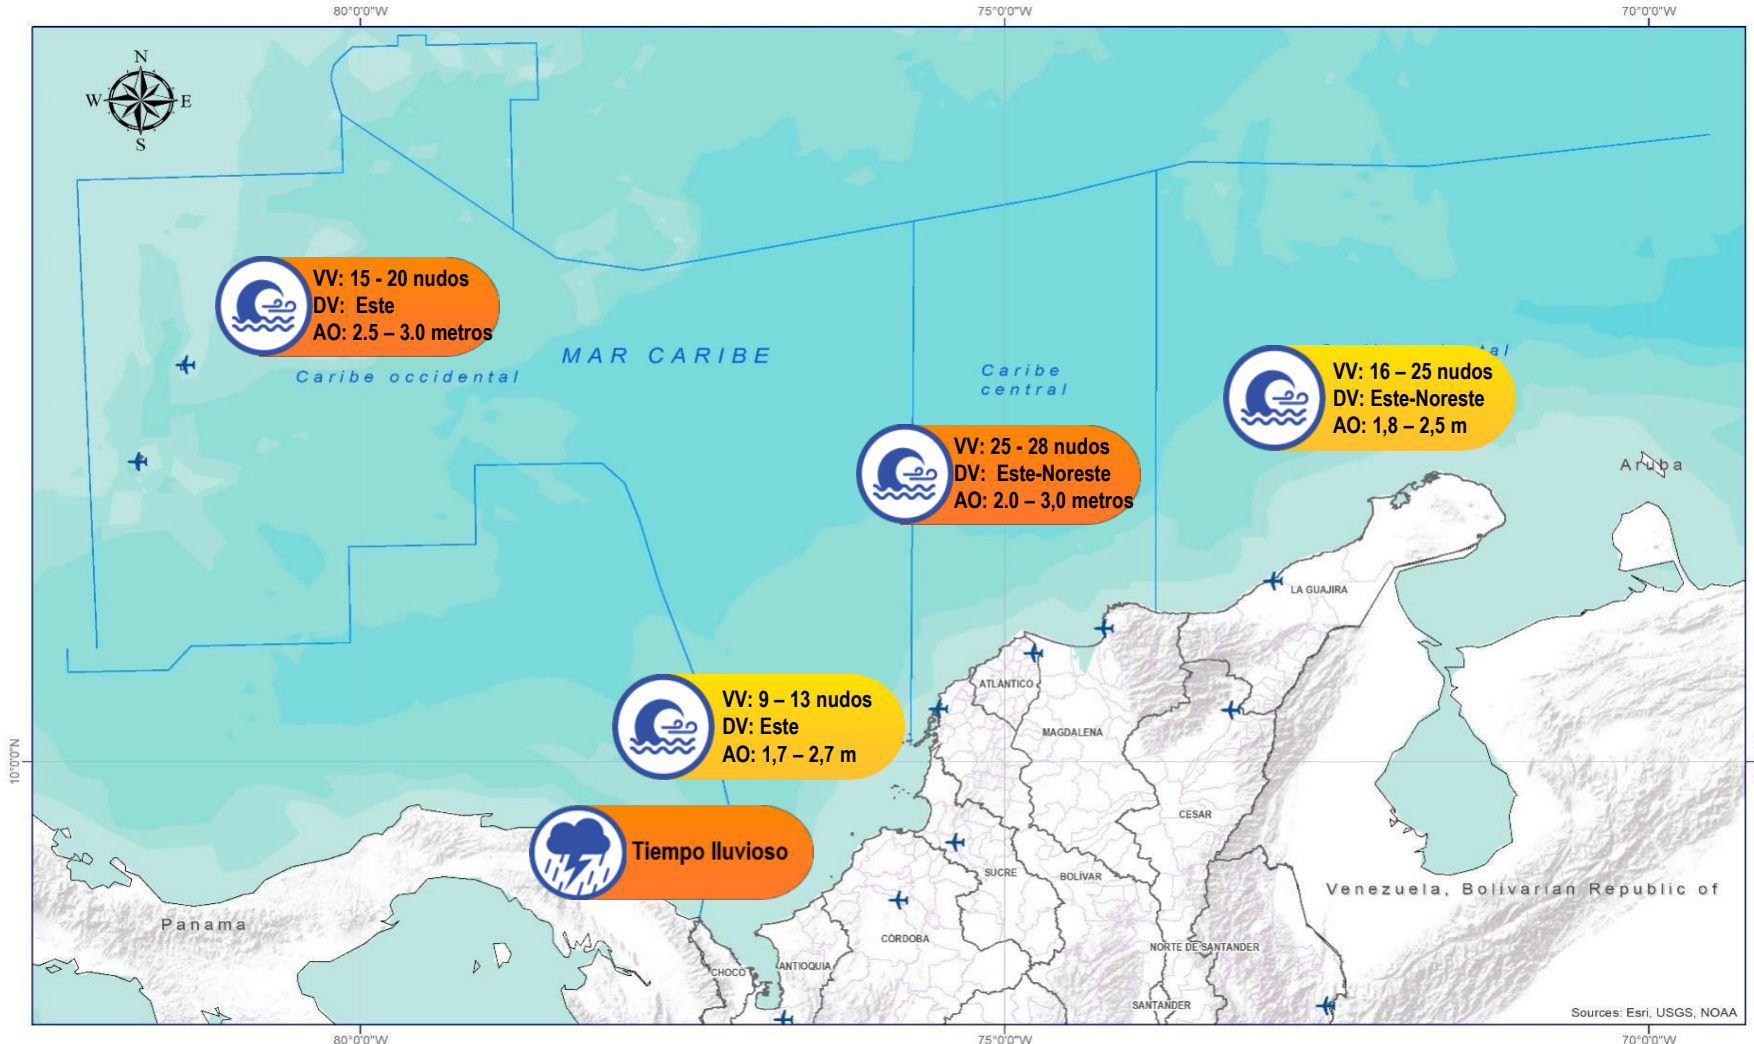 80°0'0"W
75°0'0"W
70°0'0"W
N
W
E
S
VV: 15 - 20 nudos
DV: Este
AO: 2.5 – 3.0 metros
MAR CARIBE
Caribe occidental
Caribe
central
VV: 16 – 25 nudos
DV: Este-Noreste
AO: 1,8 – 2,5 m
VV: 25 - 28 nudos
DV: Este-Noreste
AO: 2.0 – 3,0 metros
Aruba
LA GUAJIRA
ATLÁNTICO
VV: 9 – 13 nudos
DV: Este
AO: 1,7 – 2,7 m
MAGDALENA
10°0'0"N
CESAR
Tiempo lluvioso
SUCRE
BOLÍVAR
Venezuela, Bolivarian Republic of
Panama
CÓRDOBA
NORTE DE SANTANDER
CHOCÓ
ANTIOQUIA
SANTANDER
Sources: Esri, USGS, NOAA
80°0'0"W
75°0'0"W
70°0'0"W